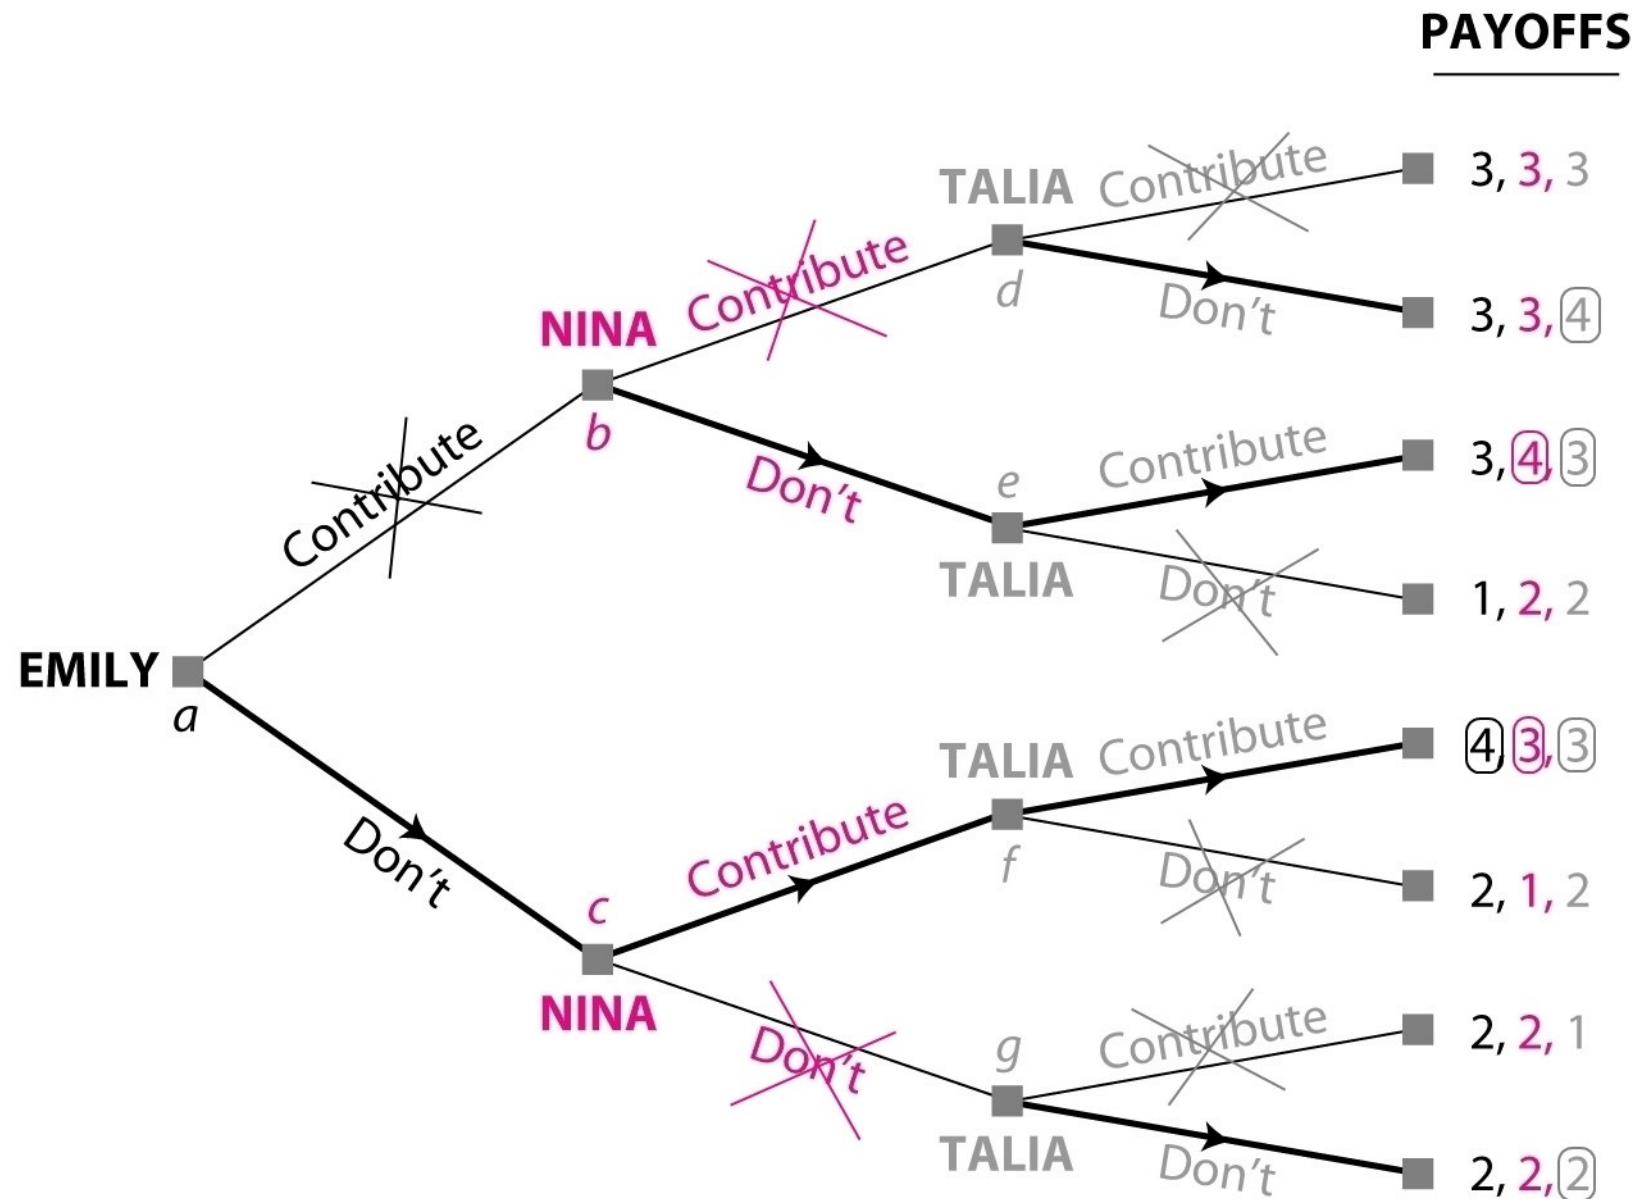 PAYOFFS
TALIA Contribute 3, 3, 3
d Don't 3, 3, 4
NINA Contribute
b Don't
e Contribute 3, 4, 3
TALIA Don't 1, 2, 2
Contribute
EMILY
a
Don't
TALIA Contribute 4, 3, 3
f Don't 2, 1, 2
c Contribute
NINA Don't
g Contribute 2, 2, 1
TALIA Don't 2, 2, 2